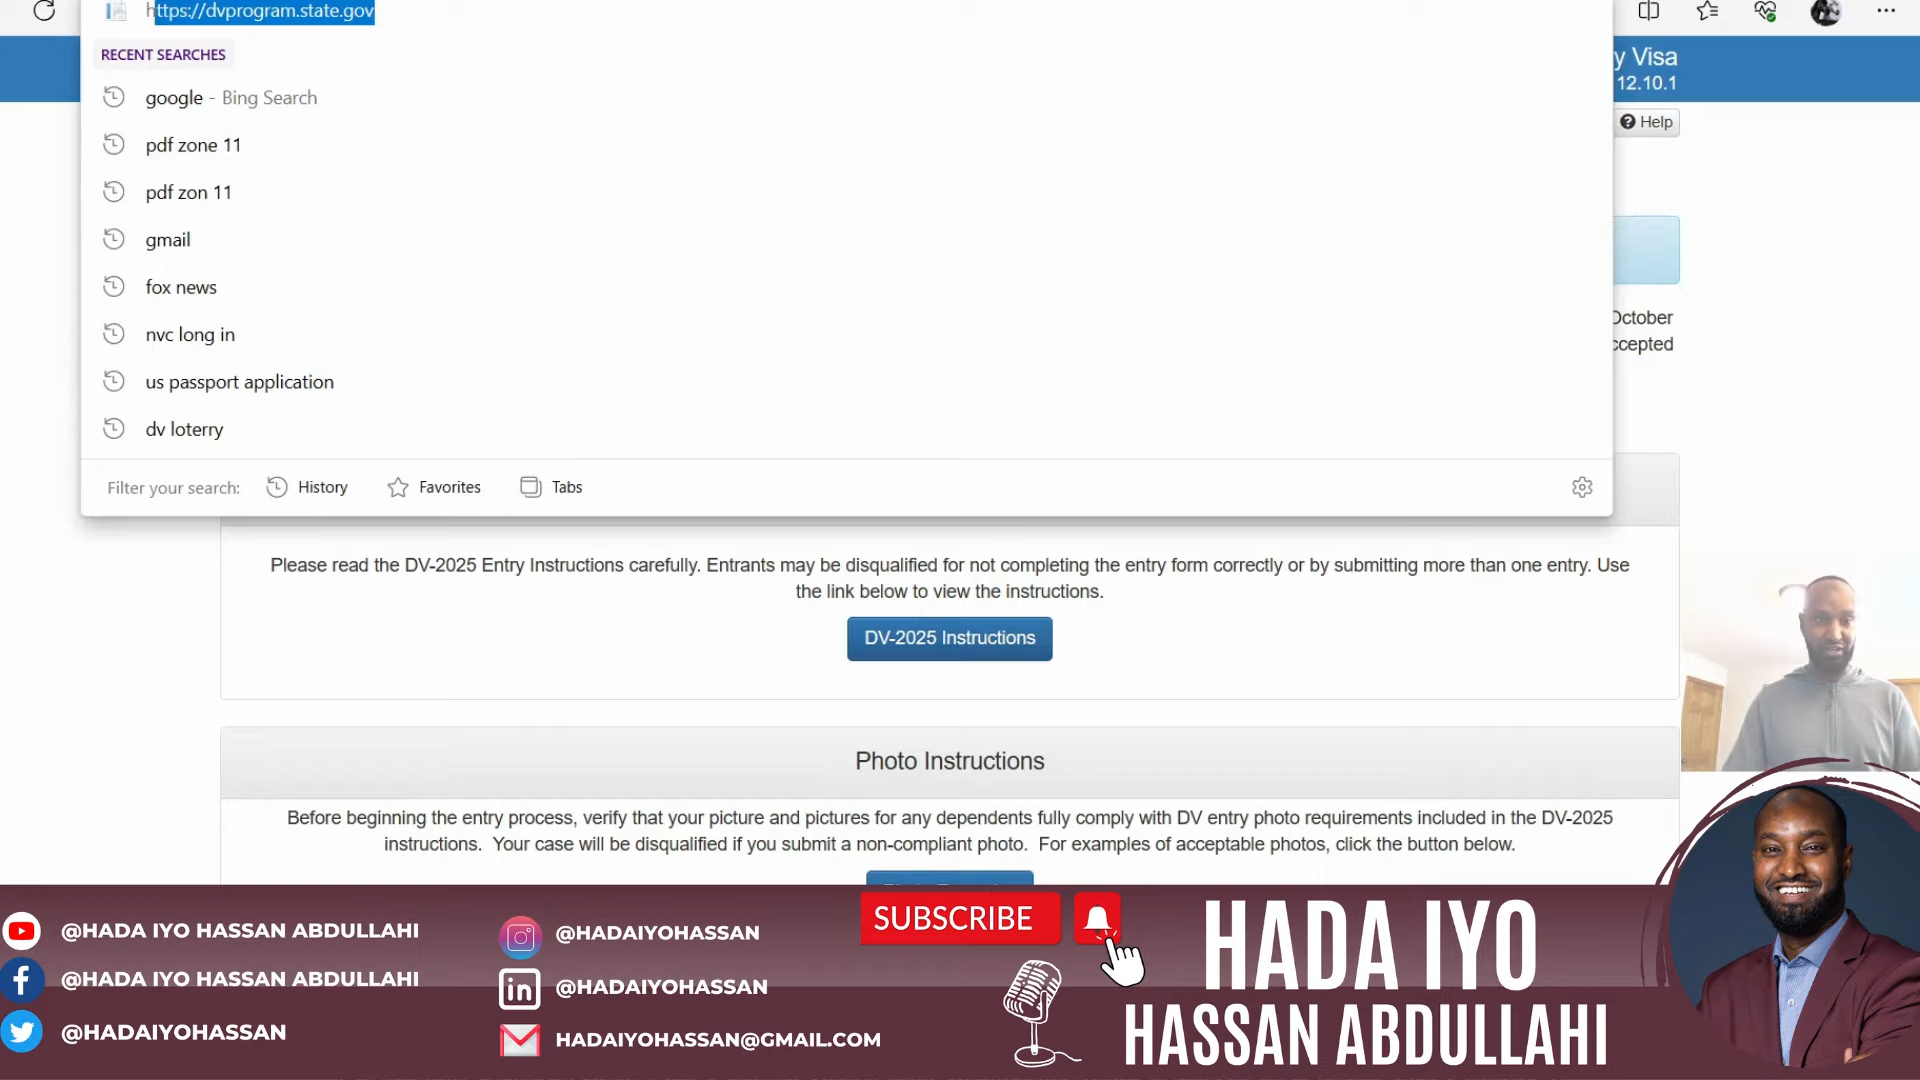 https://dvprogram.state.gov
RECENT SEARCHES
google - Bing Search
pdf zone 11
pdf zon 11
gmail
fox news
nvc long in
us passport application
dv loterry
Filter your search: History Favorites Tabs
y Visa
12.10.1
Help
October
ccepted
Please read the DV-2025 Entry Instructions carefully. Entrants may be disqualified for not completing the entry form correctly or by submitting more than one entry. Use
the link below to view the instructions.
DV-2025 Instructions
Photo Instructions
Before beginning the entry process, verify that your picture and pictures for any dependents fully comply with DV entry photo requirements included in the DV-2025
instructions. Your case will be disqualified if you submit a non-compliant photo. For examples of acceptable photos, click the button below.
@HADA IYO HASSAN ABDULLAHI
@HADA IYO HASSAN ABDULLAHI
@HADAIYOHASSAN
@HADAIYOHASSAN
in @HADAIYOHASSAN
HADAIYOHASSAN@GMAIL.COM
SUBSCRIBE
HADA IYO
HASSAN ABDULLAHI